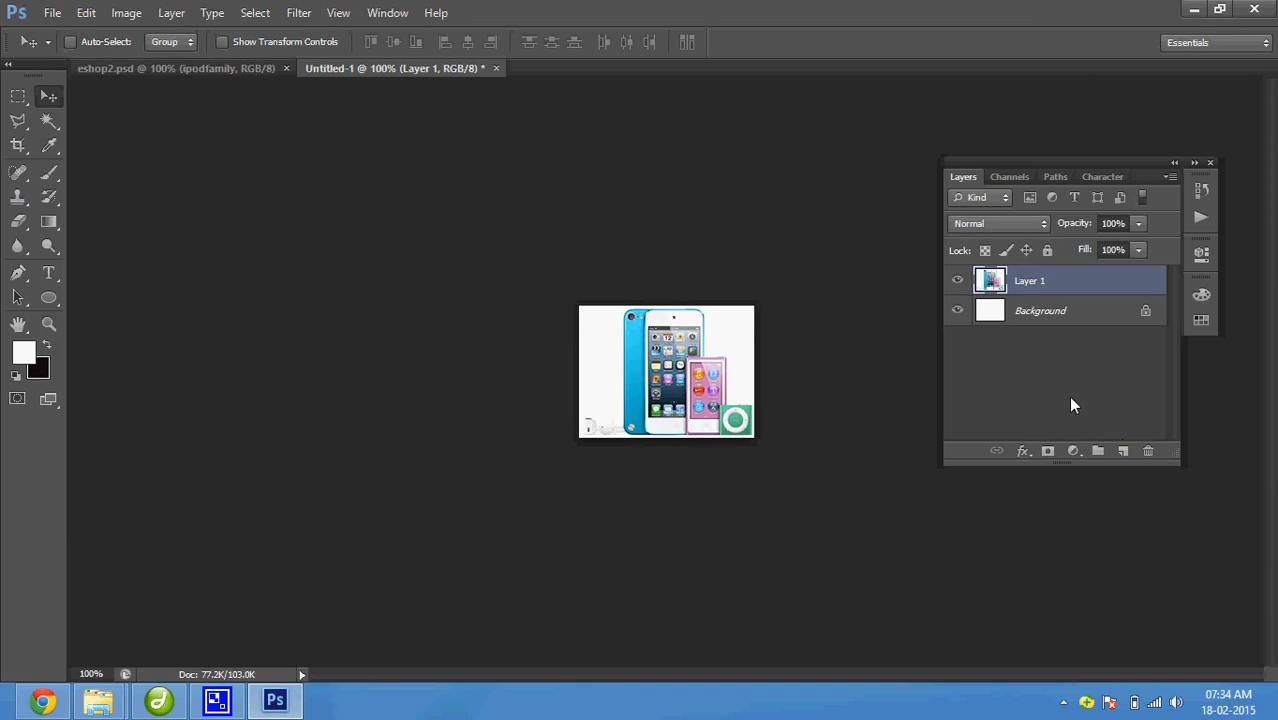 Ps File Edit Image Layer Type Select Filter View Window Help
Auto-Select: Group Show Transform Controls Essentials
eshop2.psd @ 100% (ipodfamily, RGB/8) × Untitled-1 @ 100% (Layer 1, RGB/8) * ×
Layers Channels Paths Character
Kind T
Normal Opacity: 100%
Lock: Fill: 100%
Layer 1
Background
fx
T
12
100% Doc: 77.2K/103.0K
Ps
07:34 AM
18-02-2015